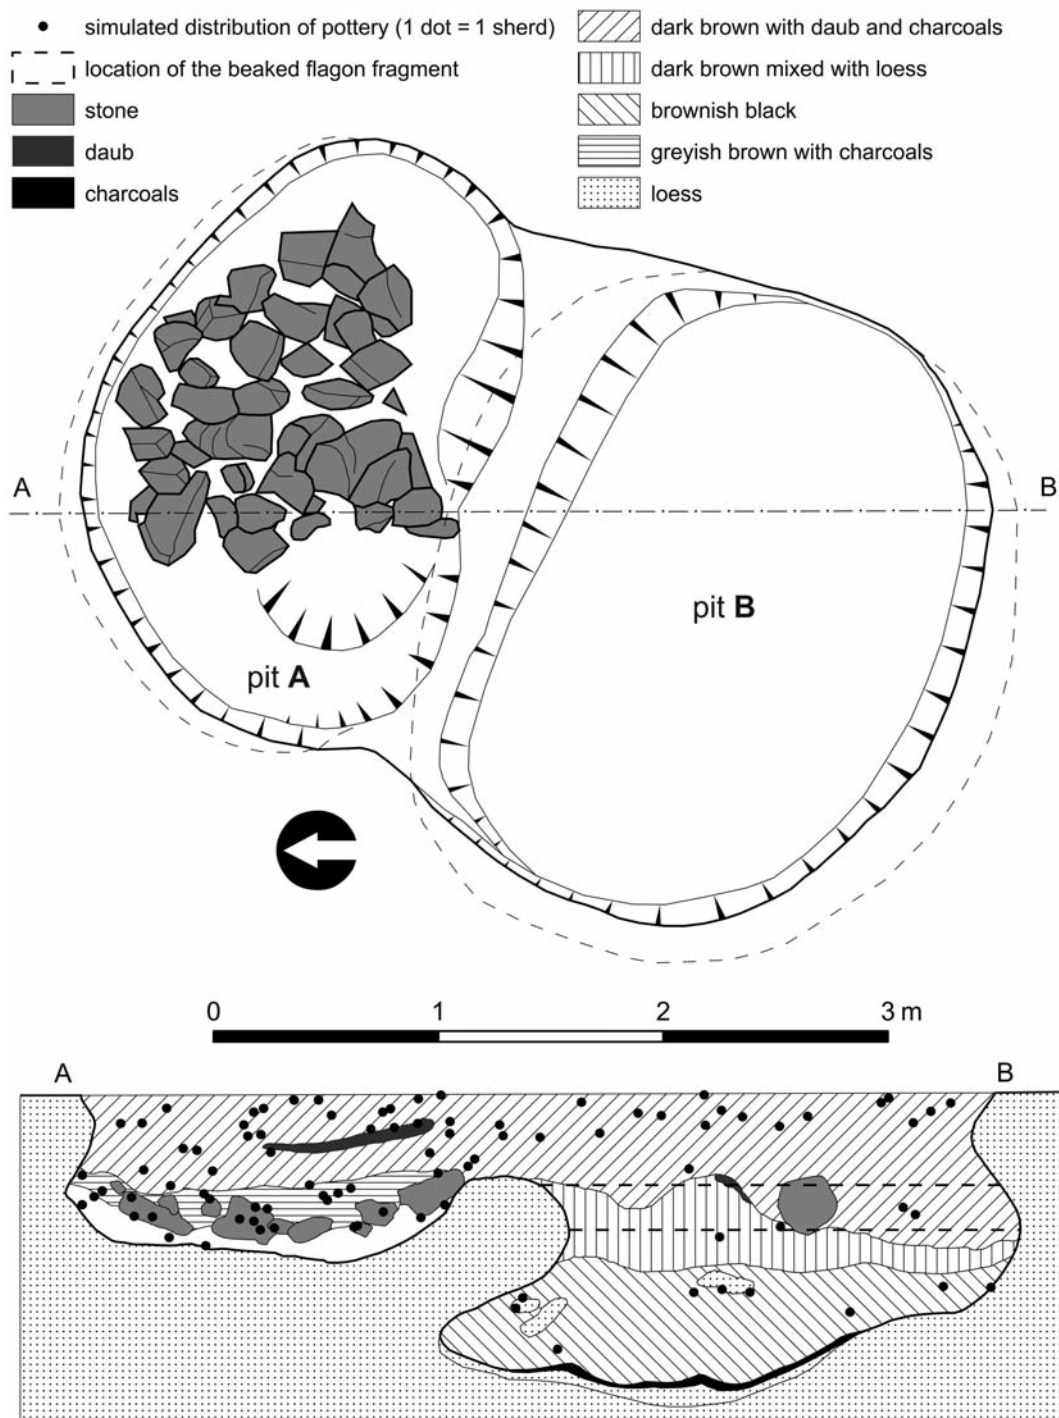 simulated distribution of pottery (1 dot = 1 sherd)
location of the beaked flagon fragment
stone
daub
charcoals
dark brown with daub and charcoals
dark brown mixed with loess
brownish black
greyish brown with charcoals
loess
A
B
pit B
pit A
0 1 2 3 m
A
B